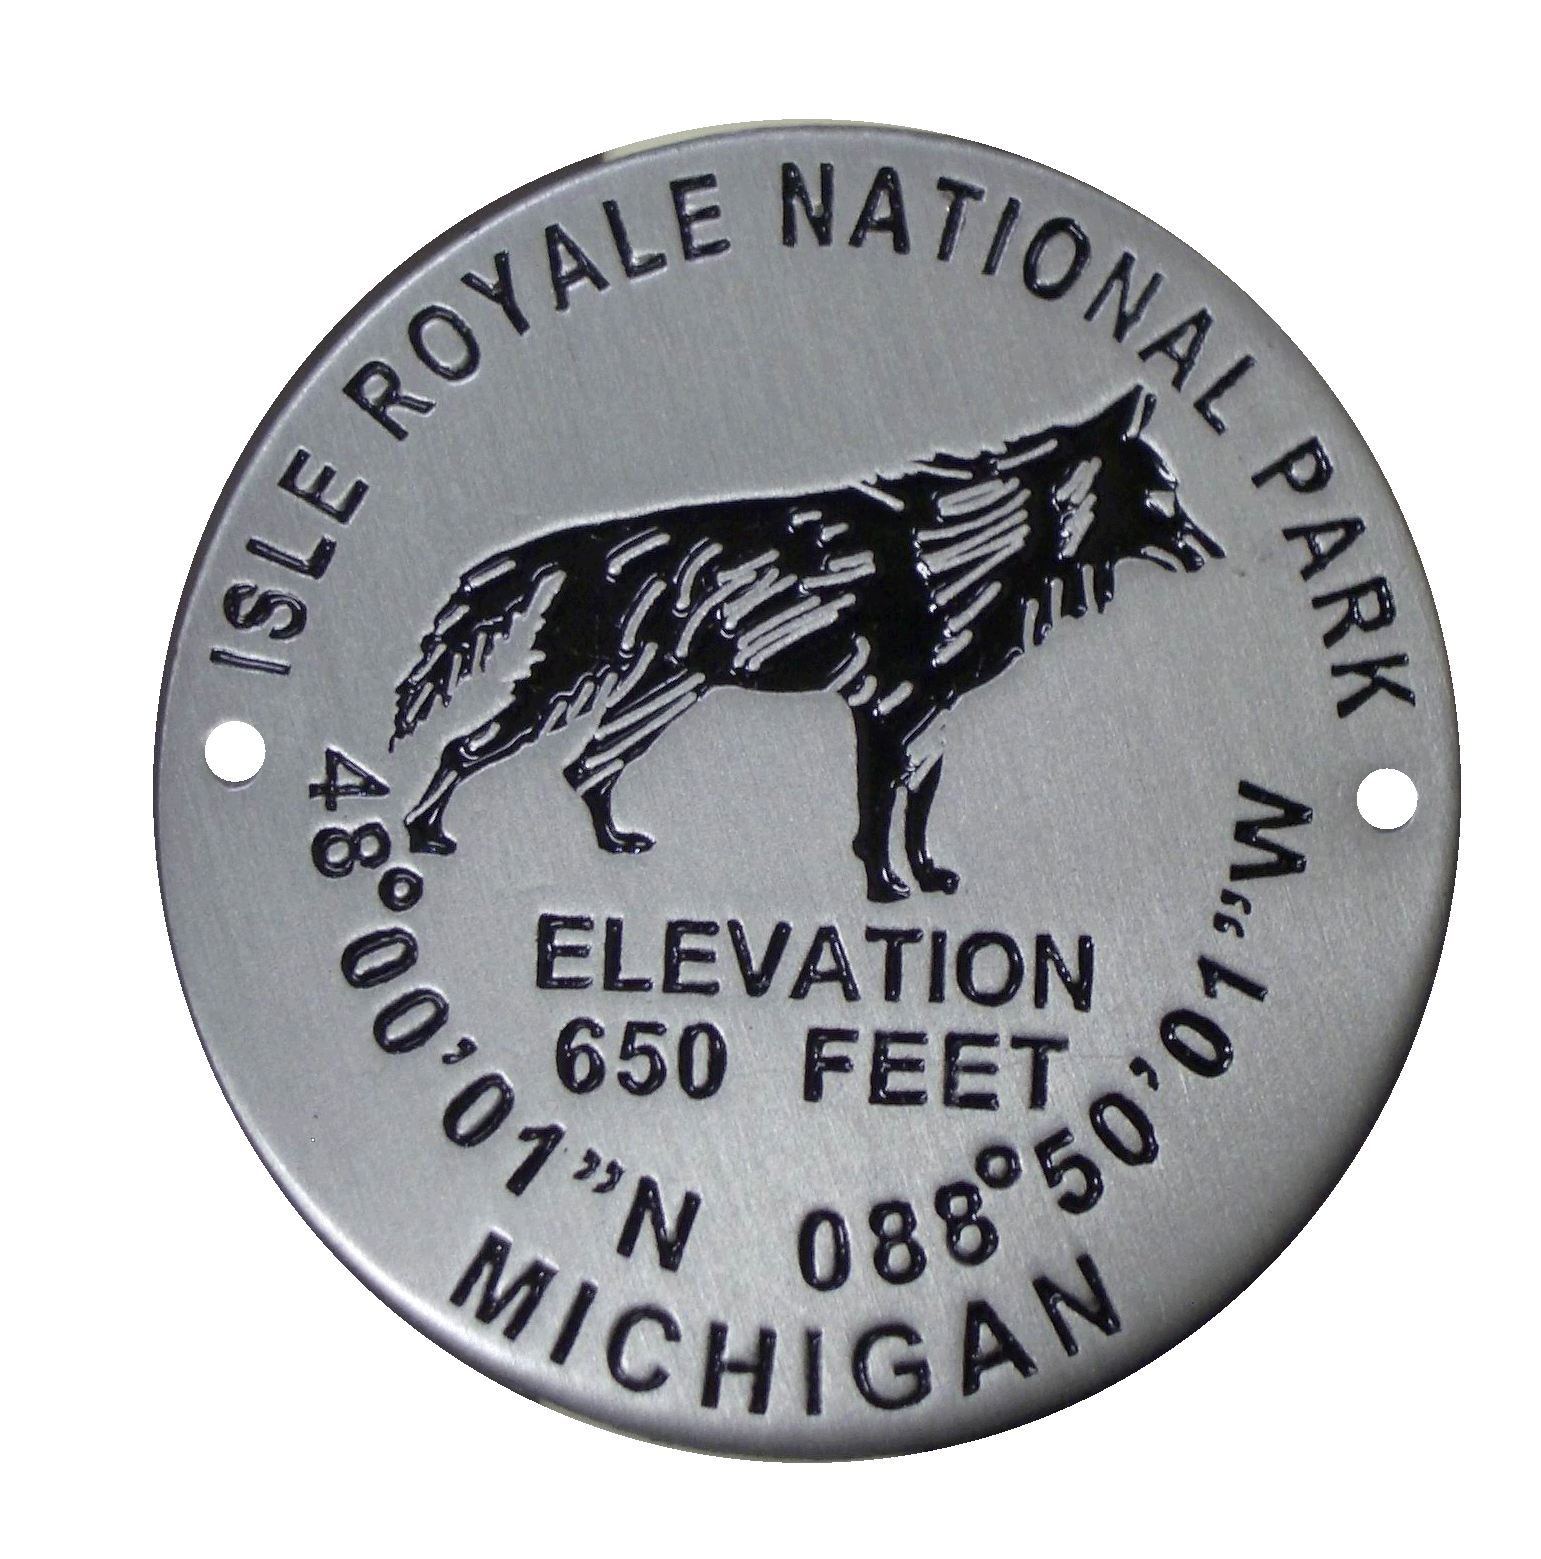 ISLE ROYALE NATIONAL PARK
ELEVATION
650 FEET
48°00’01”N 088°50’01”W
MICHIGAN